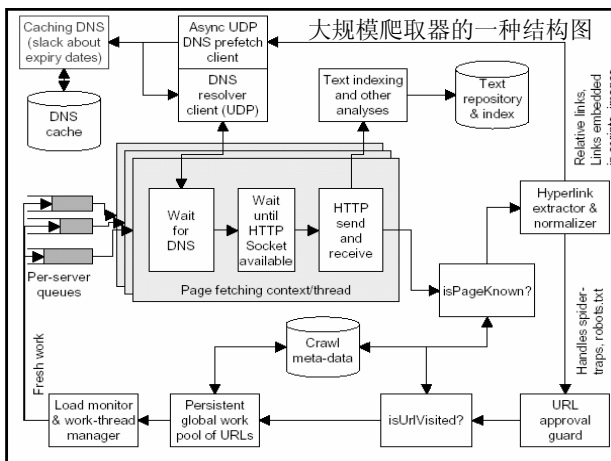 大规模爬取器的一种结构图
Caching DNS
(slack about
expiry dates)
DNS
cache
Async UDP
DNS prefetch
client
DNS
resolver
client (UDP)
Text indexing
and other
analyses
Text
repository
& index
Relative links,
Links embedded
Hyperlink
extractor &
normalizer
Wait
for
DNS
Wait
until
HTTP
Socket
available
HTTP
send
and
receive
Page fetching context/thread
Per-server
queues
isPageKnown?
Handles spider-
traps, robots.txt
Crawl
meta-data
Fresh work
Load monitor
& work-thread
manager
Persistent
global work
pool of URLs
isUrlVisited?
URL
approval
guard